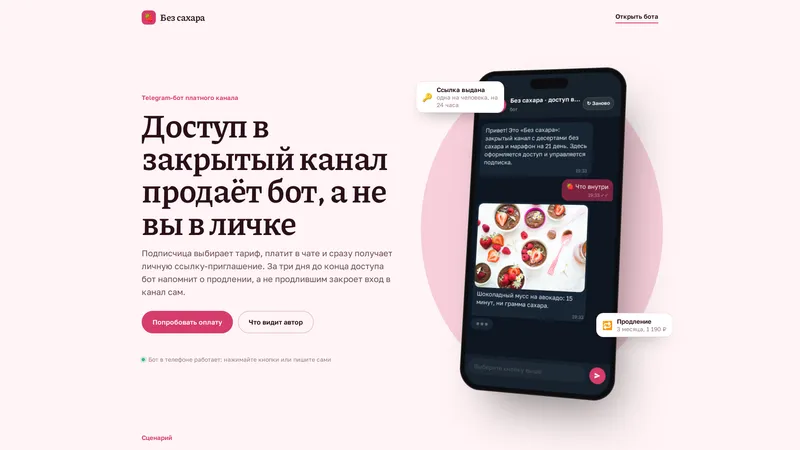 Без сахара
Открыть бота
Telegram-бот платного канала
Доступ в
закрытый канал
продаёт бот, а не
вы в личке
Подписчица выбирает тариф, платит в чате и сразу получает
личную ссылку-приглашение. За три дня до конца доступа
бот напомнит о продлении, а не продлившим закроет вход в
канал сам.
Попробовать оплату
Что видит автор
Бот в телефоне работает: нажимайте кнопки или пишите сами
Ссылка выдана
одна на человека, на
24 часа
Без сахара · доступ в...
бот
↻ Заново
Привет! Это «Без сахара»:
закрытый канал с десертами без
сахара и марафон на 21 день. Здесь
оформляется доступ и управляется
подписка.
🍓 Что внутри
Шоколадный мусс на авокадо: 15
минут, ни грамма сахара.
Продление
3 месяца, 1 190 ₽
Сценарий